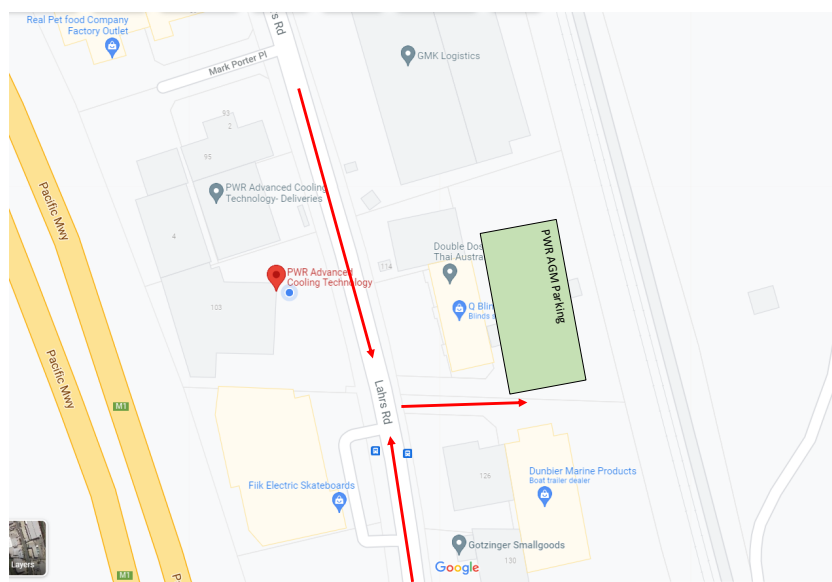 s Rd
Real Pet food Company
Factory Outlet
GMK Logistics
Mark Porter Pl
93
2
95
PWR Advanced Cooling
Technology- Deliveries
Pacific Mwy
4
PWR AGM Parking
Double Dos
Thai Austra
114
PWR Advanced
Cooling Technology
103
Q Blin
Blinds s
Pacific Mwy
Lahrs Rd
M1
Fiik Electric Skateboards
126
Dunbier Marine Products
Boat trailer dealer
Gotzinger Smallgoods
130
Layers
Google
M1
P